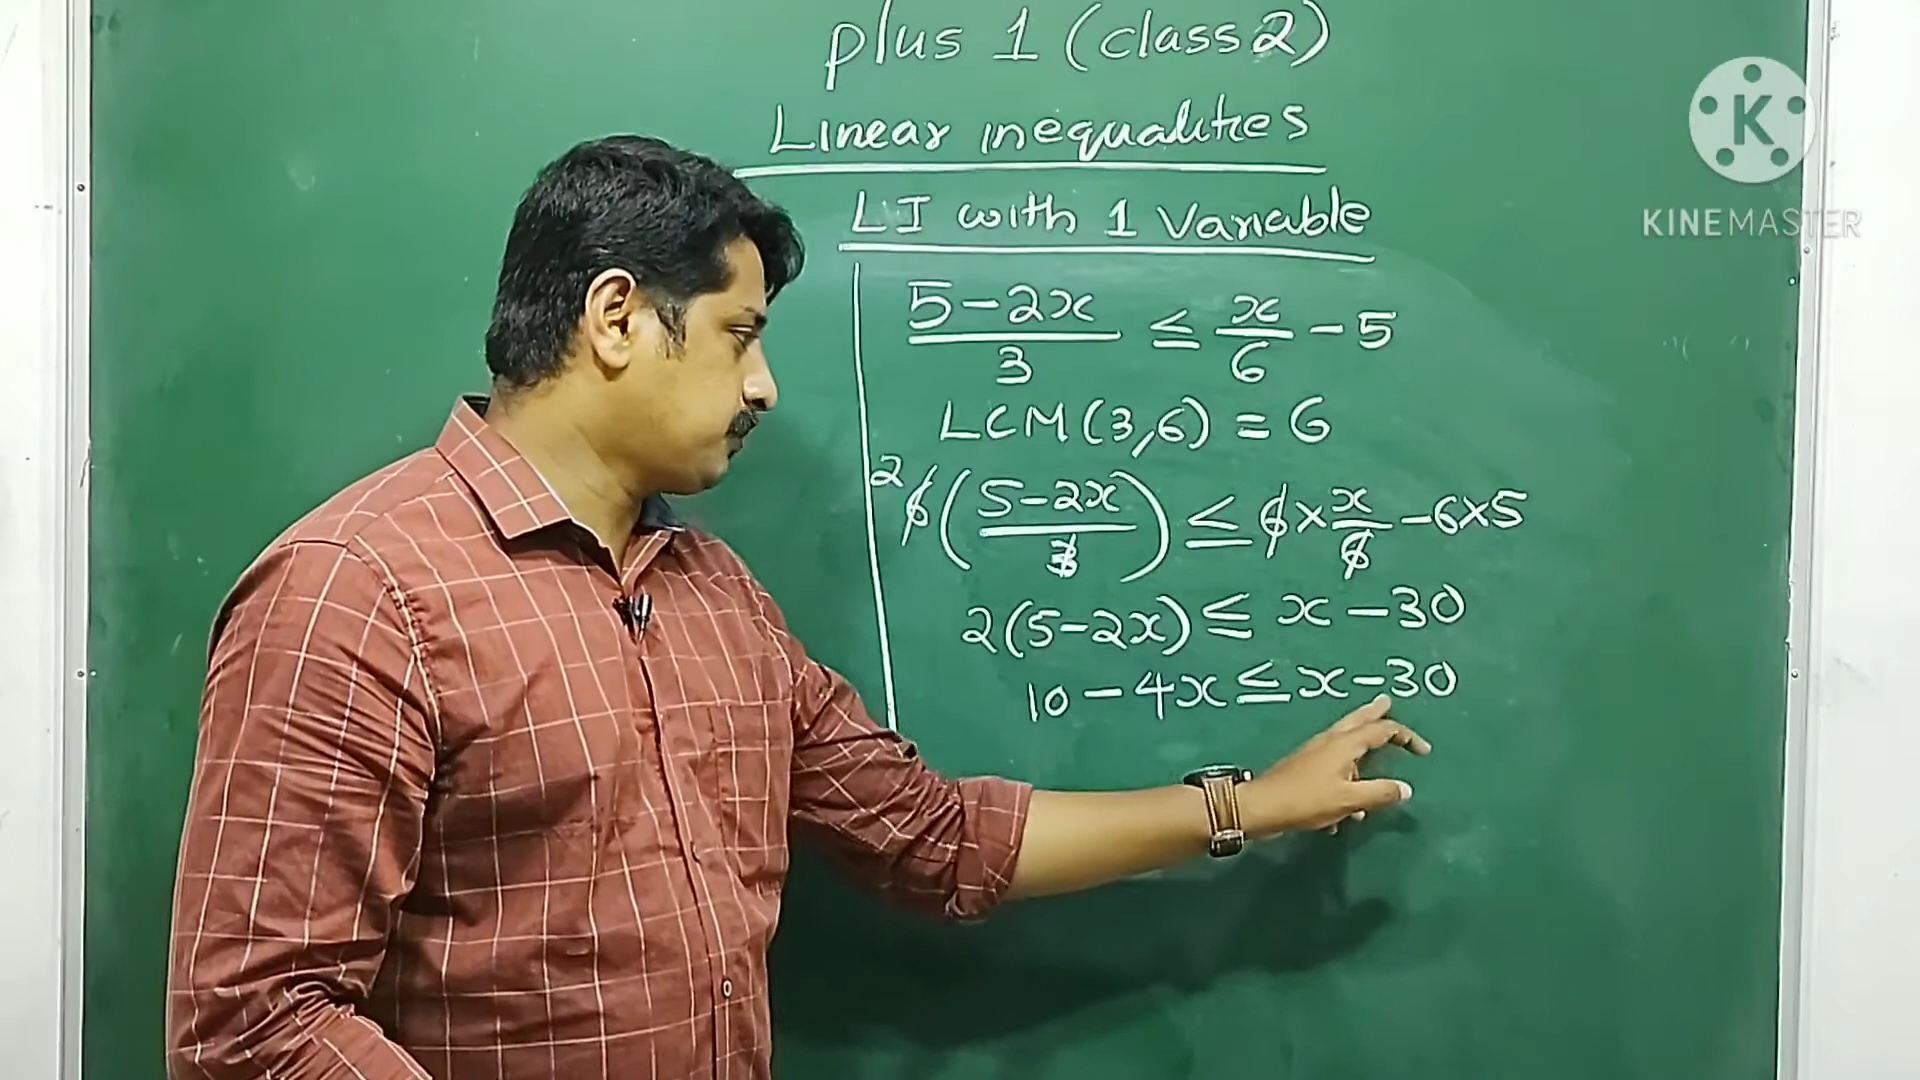 plus 1 (class 2)
Linear inequalities
LI with 1 Variable
(5-2x)/3 ≤ x/6 - 5
LCM (3,6) = 6
2 6((5-2x)/3) ≤ 6 × x/6 - 6×5
2(5-2x) ≤ x - 30
10 - 4x ≤ x - 30
K
KINEMASTER